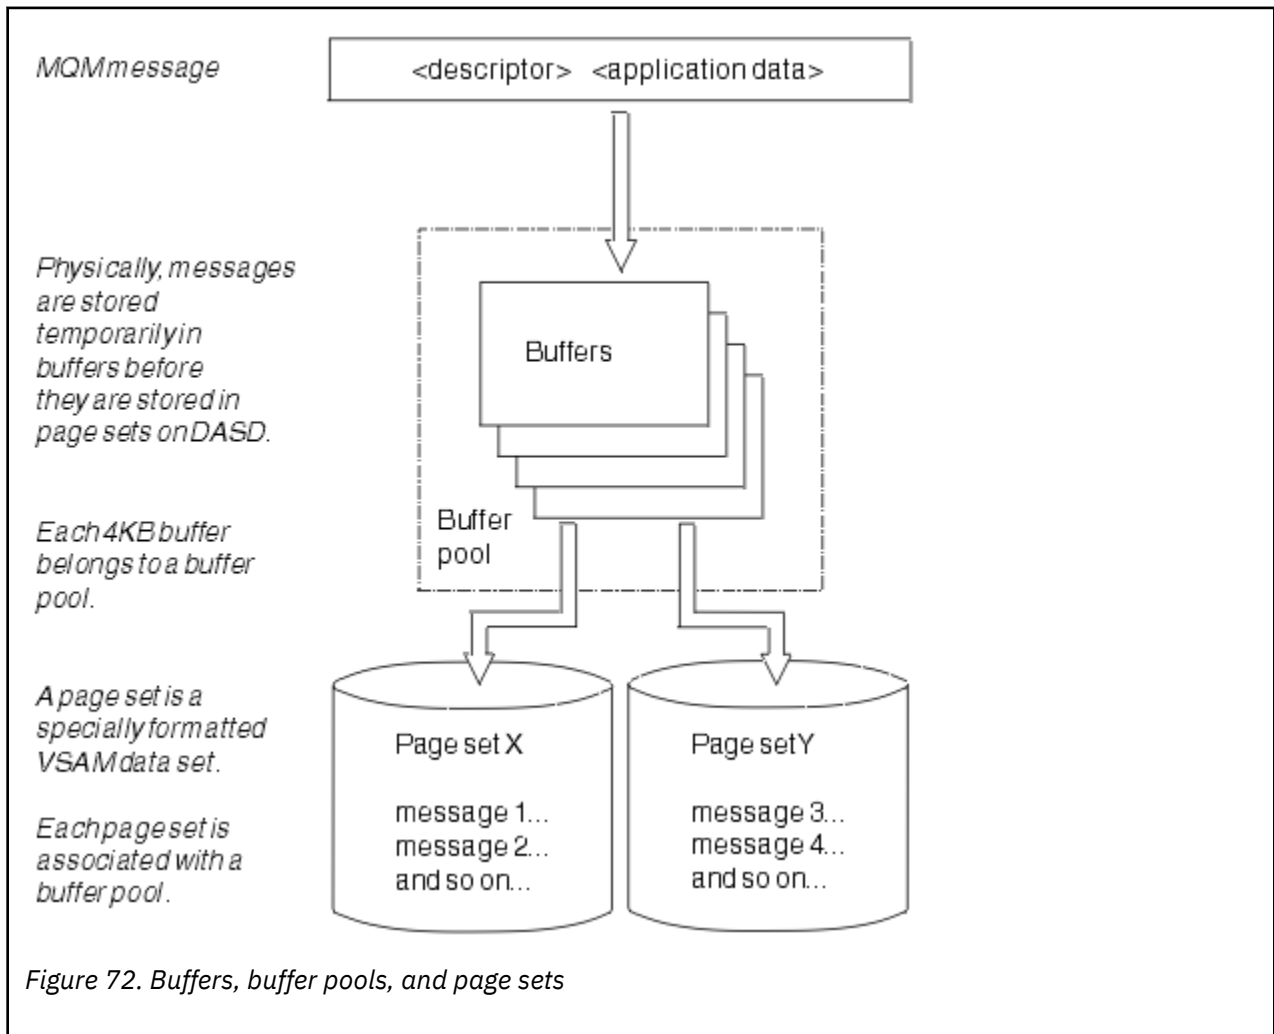 MQM message
<descriptor> <application data>
Physically, messages
are stored
temporarily in
buffers before
they are stored in
page sets on DASD.
Buffers
Buffer
pool
Each 4KB buffer
belongs to a buffer
pool.
A page set is a
specially formatted
VSAM data set.
Each page set is
associated with a
buffer pool.
Page set X
message 1...
message 2...
and so on...
Page set Y
message 3...
message 4...
and so on...
Figure 72. Buffers, buffer pools, and page sets